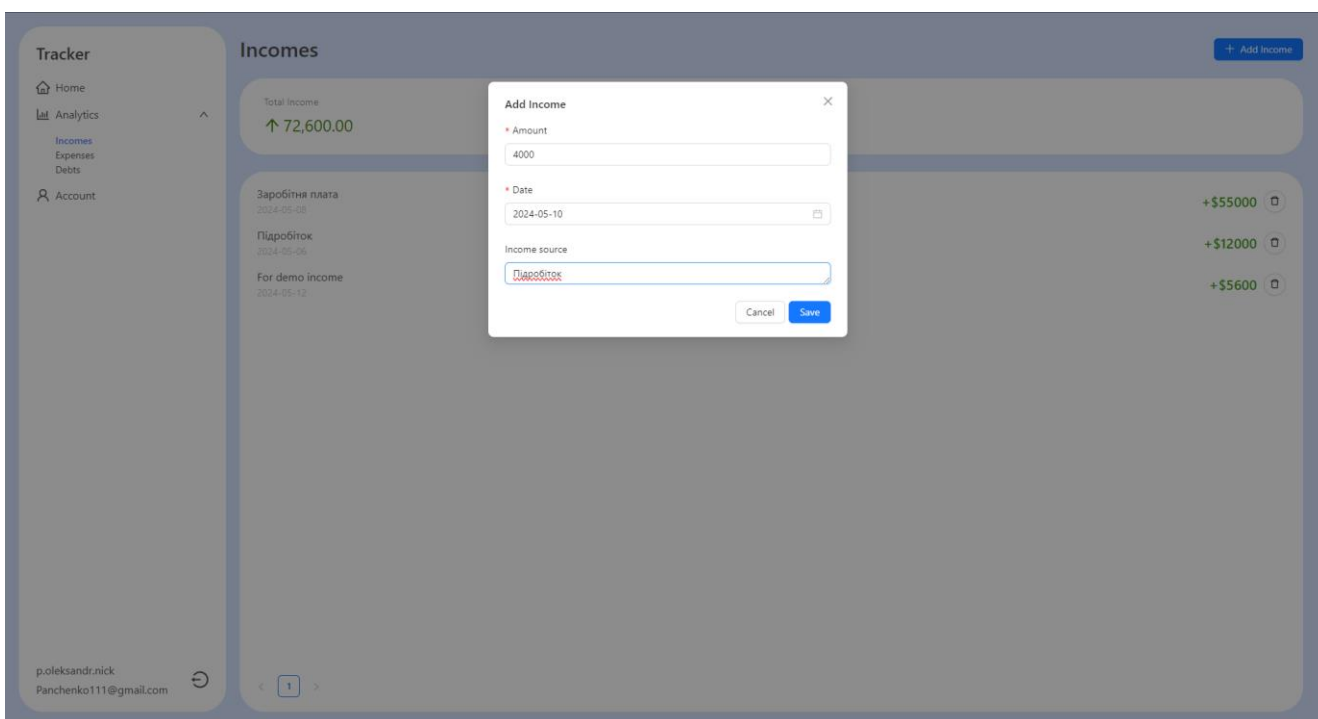 Tracker
Home
Analytics
Incomes
Expenses
Debts
Account
p.oleksandr.nick
Panchenko111@gmail.com
Incomes
+ Add Income
Total Income
↑ 72,600.00
Заробітня плата
2024-05-08
+$55000
Підробіток
2024-05-06
+$12000
For demo income
2024-05-12
+$5600
< 1 >
Add Income
* Amount
4000
* Date
2024-05-10
Income source
Підробіток
Cancel Save